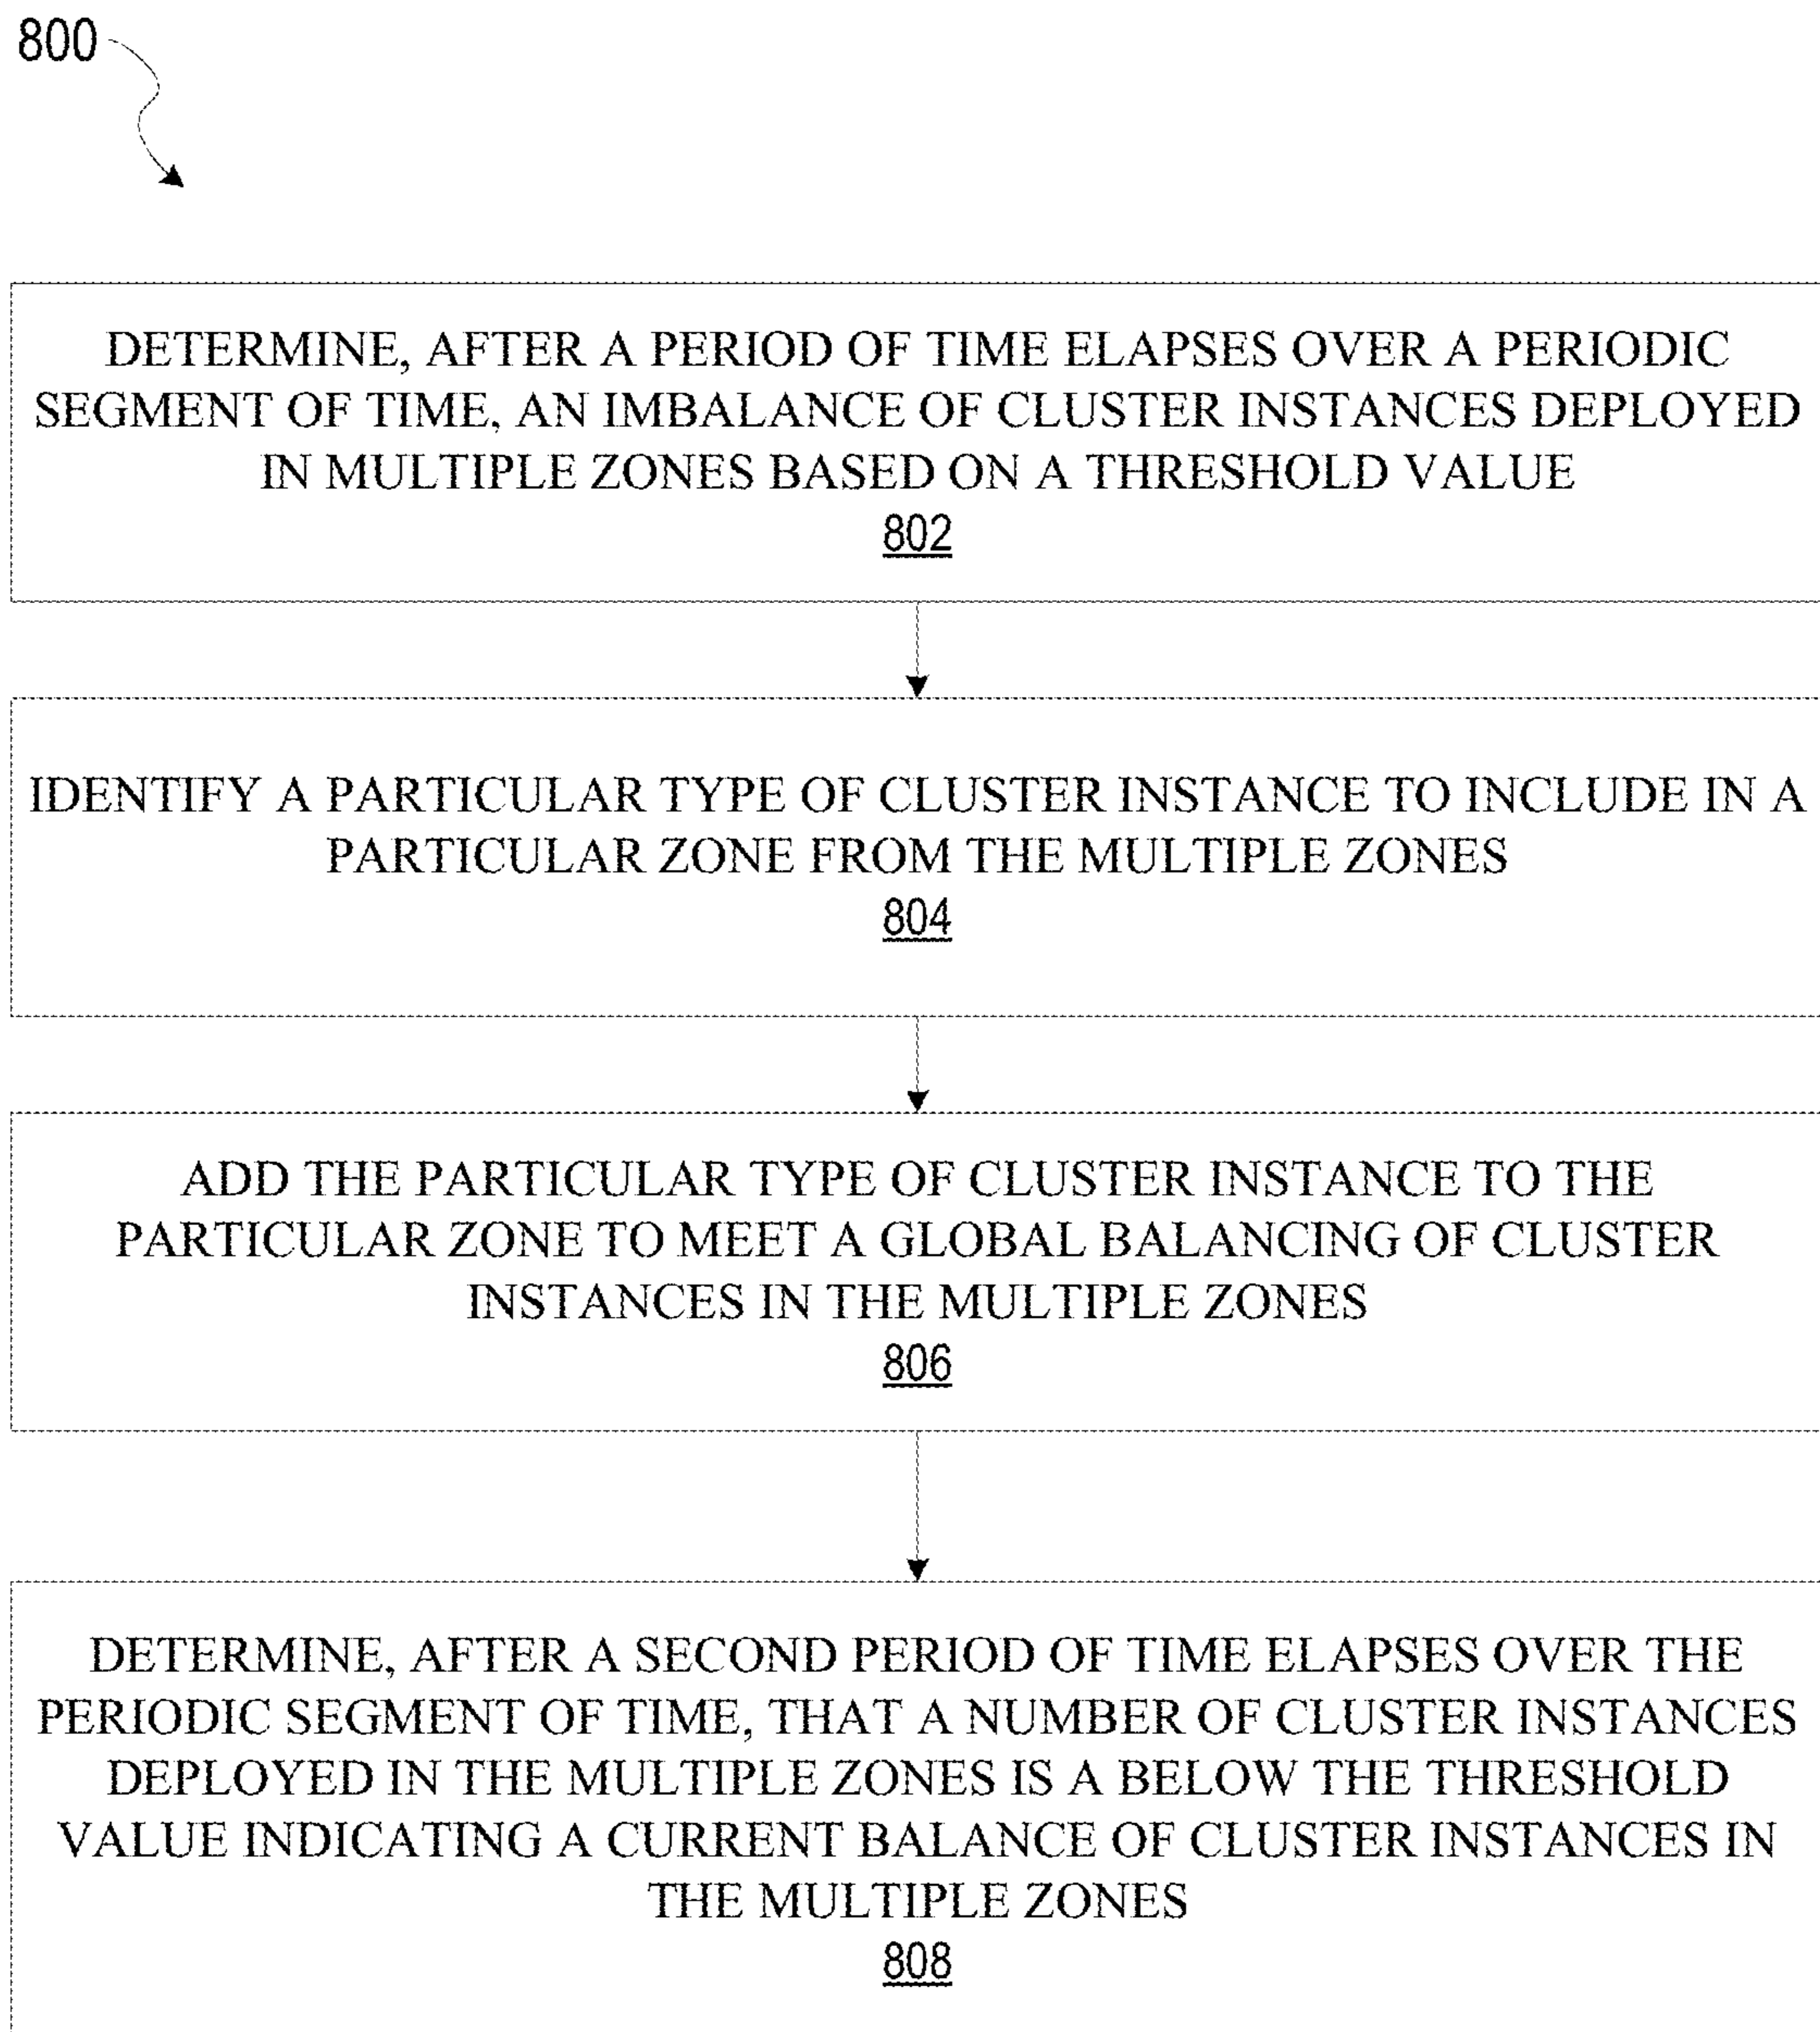 800
DETERMINE, AFTER A PERIOD OF TIME ELAPSES OVER A PERIODIC
SEGMENT OF TIME, AN IMBALANCE OF CLUSTER INSTANCES DEPLOYED
IN MULTIPLE ZONES BASED ON A THRESHOLD VALUE
802
IDENTIFY A PARTICULAR TYPE OF CLUSTER INSTANCE TO INCLUDE IN A
PARTICULAR ZONE FROM THE MULTIPLE ZONES
804
ADD THE PARTICULAR TYPE OF CLUSTER INSTANCE TO THE
PARTICULAR ZONE TO MEET A GLOBAL BALANCING OF CLUSTER
INSTANCES IN THE MULTIPLE ZONES
806
DETERMINE, AFTER A SECOND PERIOD OF TIME ELAPSES OVER THE
PERIODIC SEGMENT OF TIME, THAT A NUMBER OF CLUSTER INSTANCES
DEPLOYED IN THE MULTIPLE ZONES IS A BELOW THE THRESHOLD
VALUE INDICATING A CURRENT BALANCE OF CLUSTER INSTANCES IN
THE MULTIPLE ZONES
808